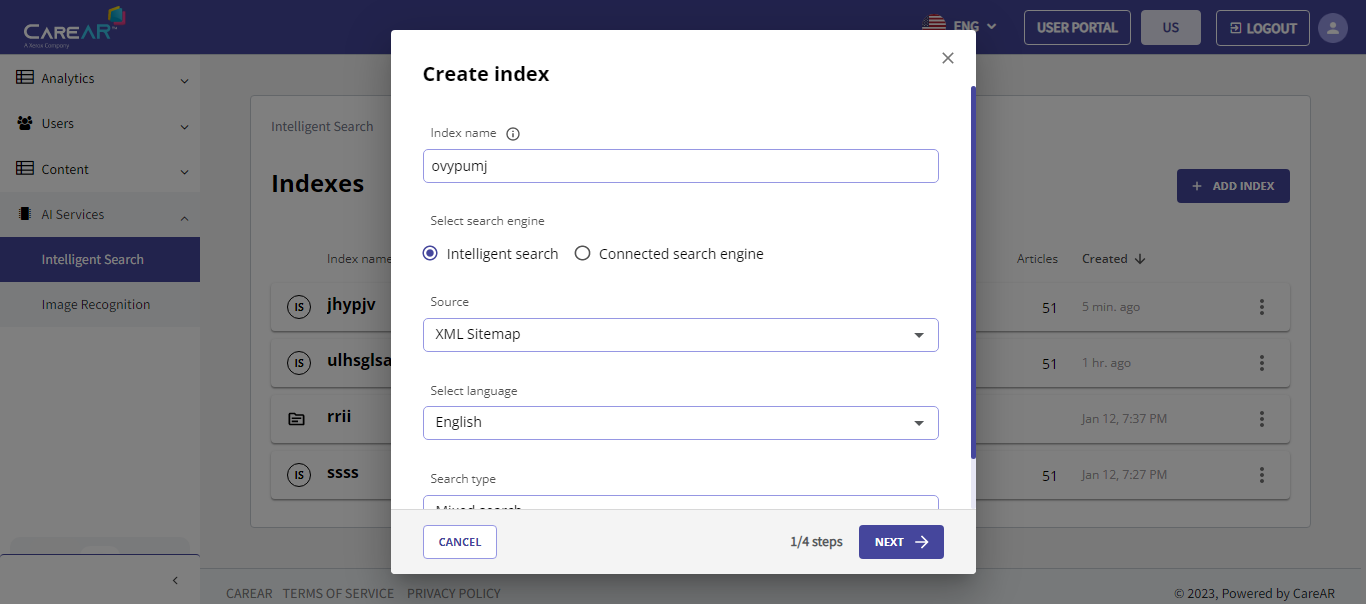 CAREAR™
A Xerox Company
ENG
USER PORTAL
US
LOGOUT
Analytics
Users
Content
AI Services
Intelligent Search
Image Recognition
Intelligent Search
Indexes
+ ADD INDEX
Index name
Articles
Created
IS
jhypjv
51
5 min. ago
IS
ulhsglsa
51
1 hr. ago
rrii
Jan 12, 7:37 PM
IS
ssss
51
Jan 12, 7:27 PM
Create index
Index name
ovypumj
Select search engine
Intelligent search
Connected search engine
Source
XML Sitemap
Select language
English
Search type
Mixed search
CANCEL
1/4 steps
NEXT
CAREAR
TERMS OF SERVICE
PRIVACY POLICY
© 2023, Powered by CareAR